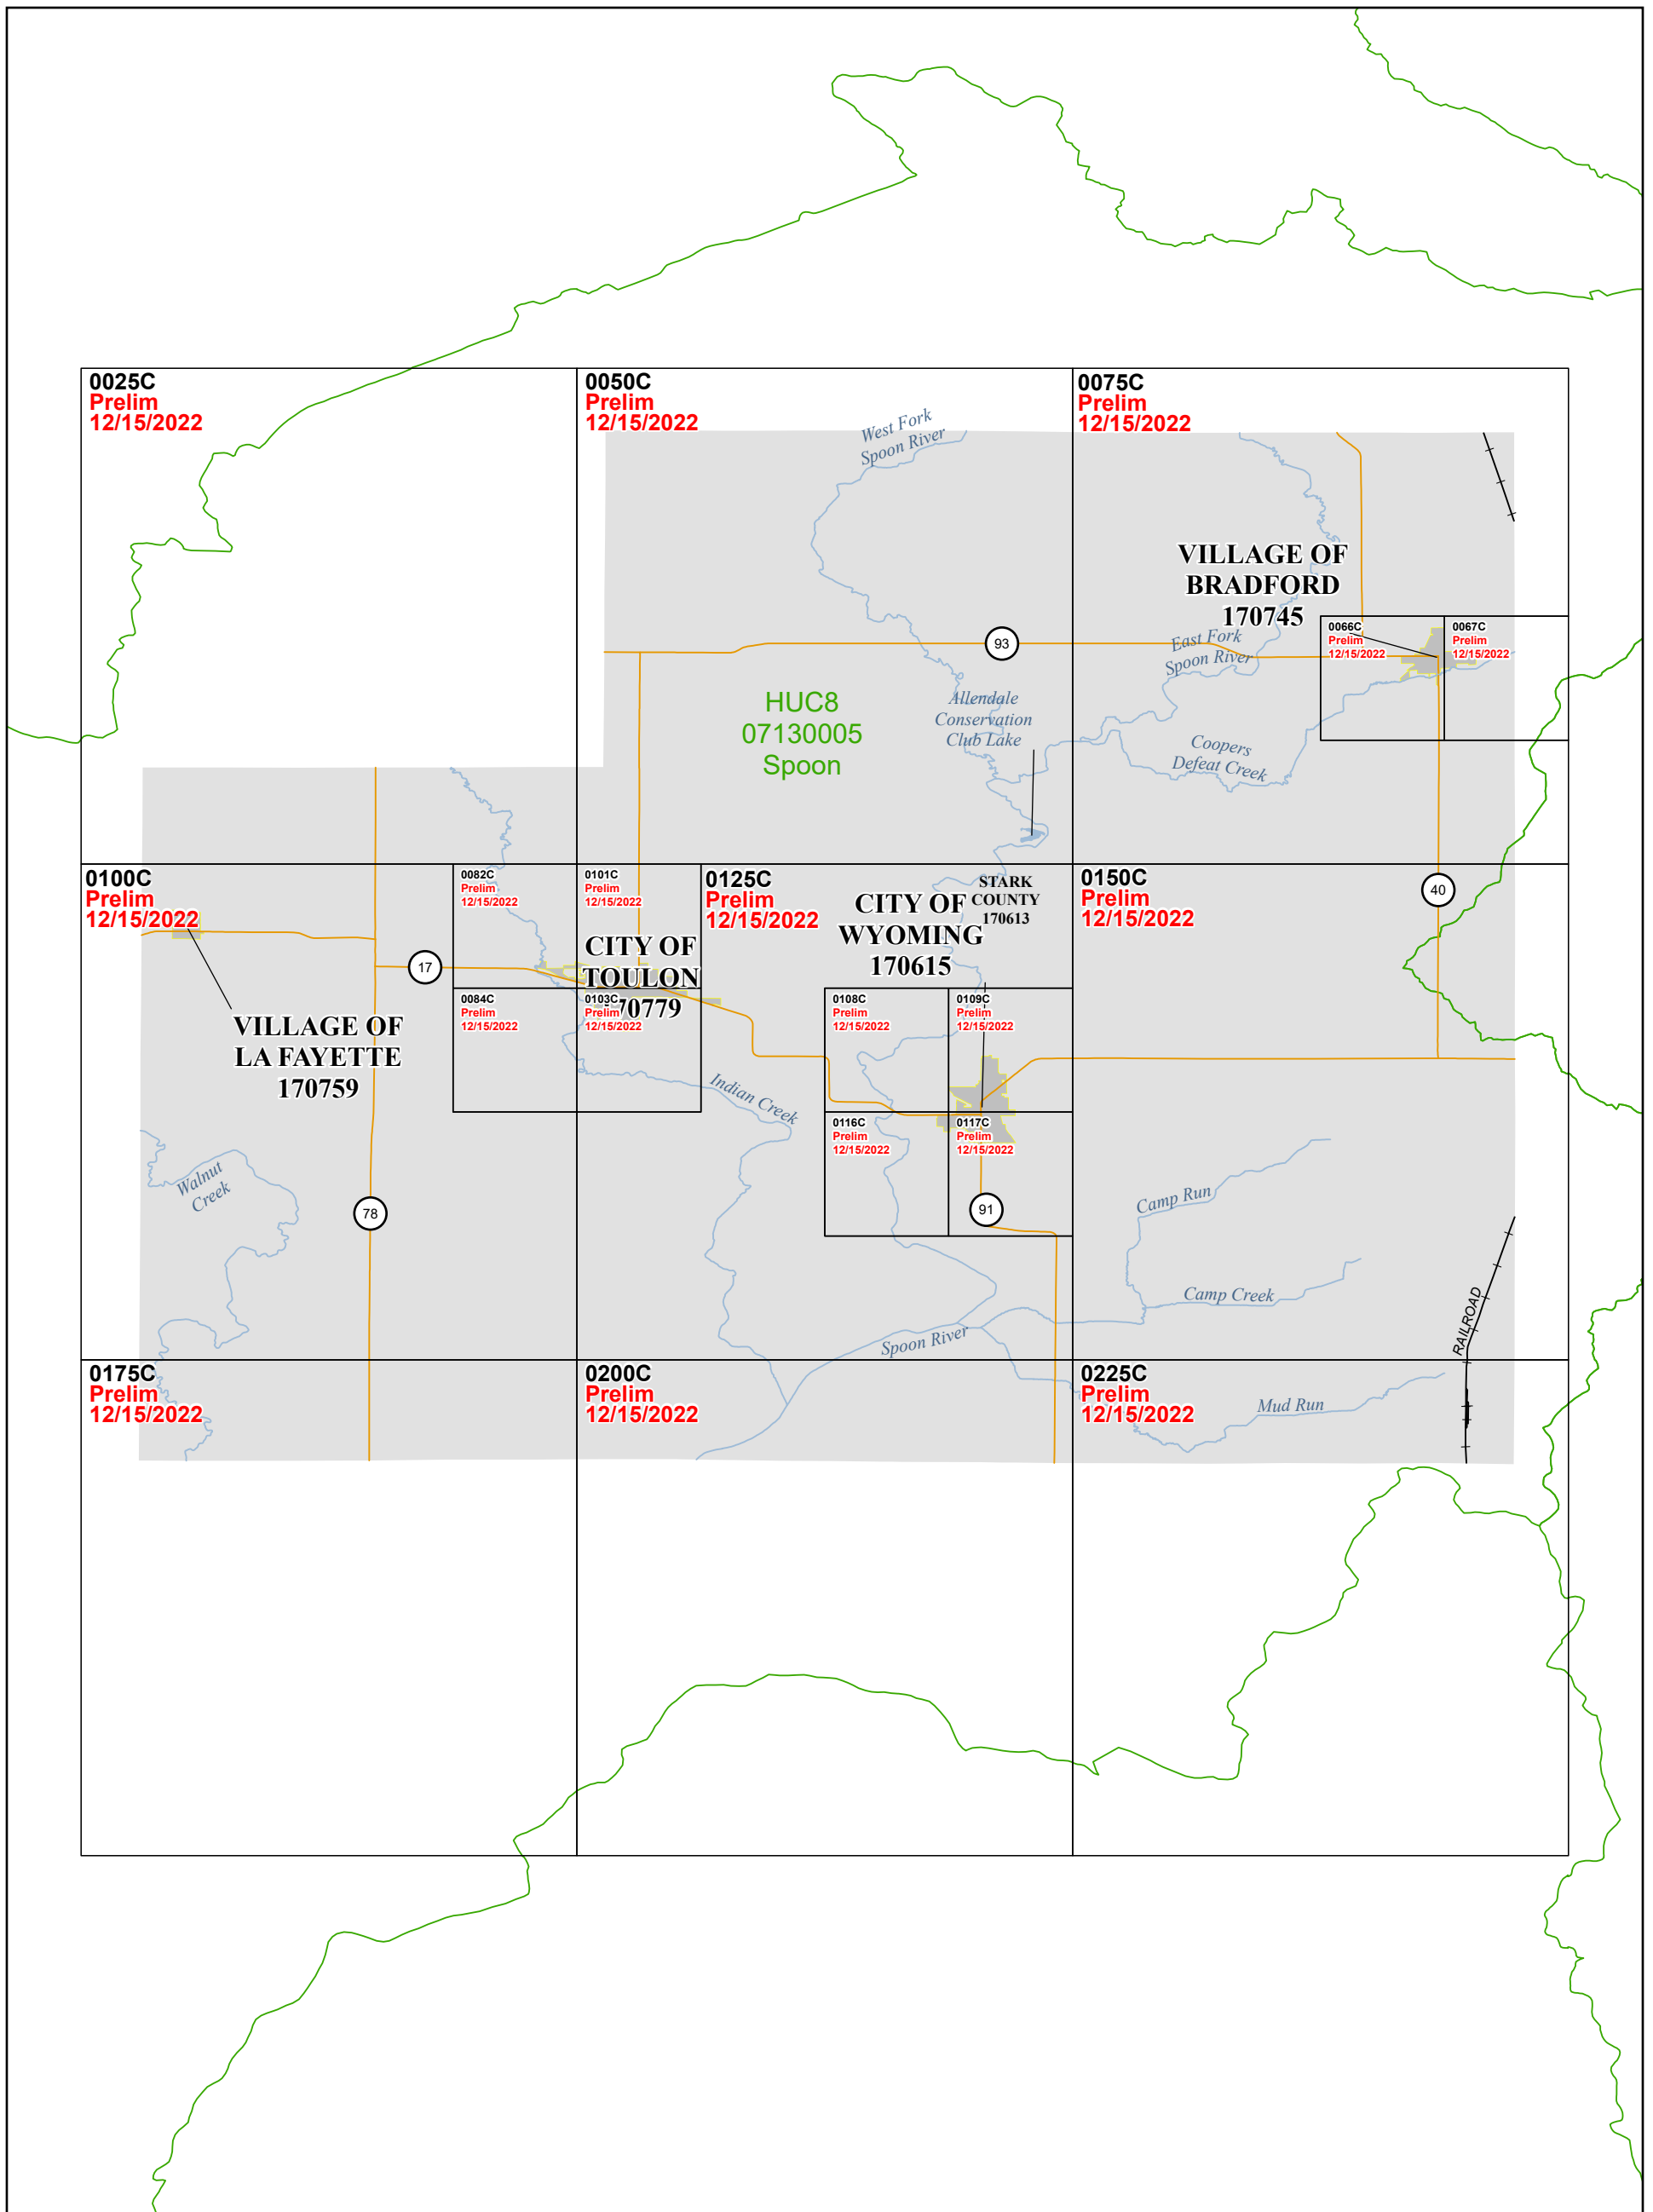 0025C
Prelim
12/15/2022
0050C
Prelim
12/15/2022
0075C
Prelim
12/15/2022
West Fork
Spoon River
VILLAGE OF
BRADFORD
170745
0066C
Prelim
12/15/2022
0067C
Prelim
12/15/2022
93
East Fork
Spoon River
HUC8
07130005
Spoon
Allendale
Conservation
Club Lake
Coopers
Defeat Creek
0100C
Prelim
12/15/2022
0082C
Prelim
12/15/2022
0101C
Prelim
12/15/2022
0125C
Prelim
12/15/2022
CITY OF
WYOMING
170615
STARK
COUNTY
170613
0150C
Prelim
12/15/2022
40
17
CITY OF
TOULON
70779
0084C
Prelim
12/15/2022
0103C
Prelim
12/15/2022
0108C
Prelim
12/15/2022
0109C
Prelim
12/15/2022
VILLAGE OF
LA FAYETTE
170759
Indian Creek
0116C
Prelim
12/15/2022
0117C
Prelim
12/15/2022
Walnut
Creek
78
91
Camp Run
Camp Creek
Spoon River
RAILROAD
0175C
Prelim
12/15/2022
0200C
Prelim
12/15/2022
0225C
Prelim
12/15/2022
Mud Run